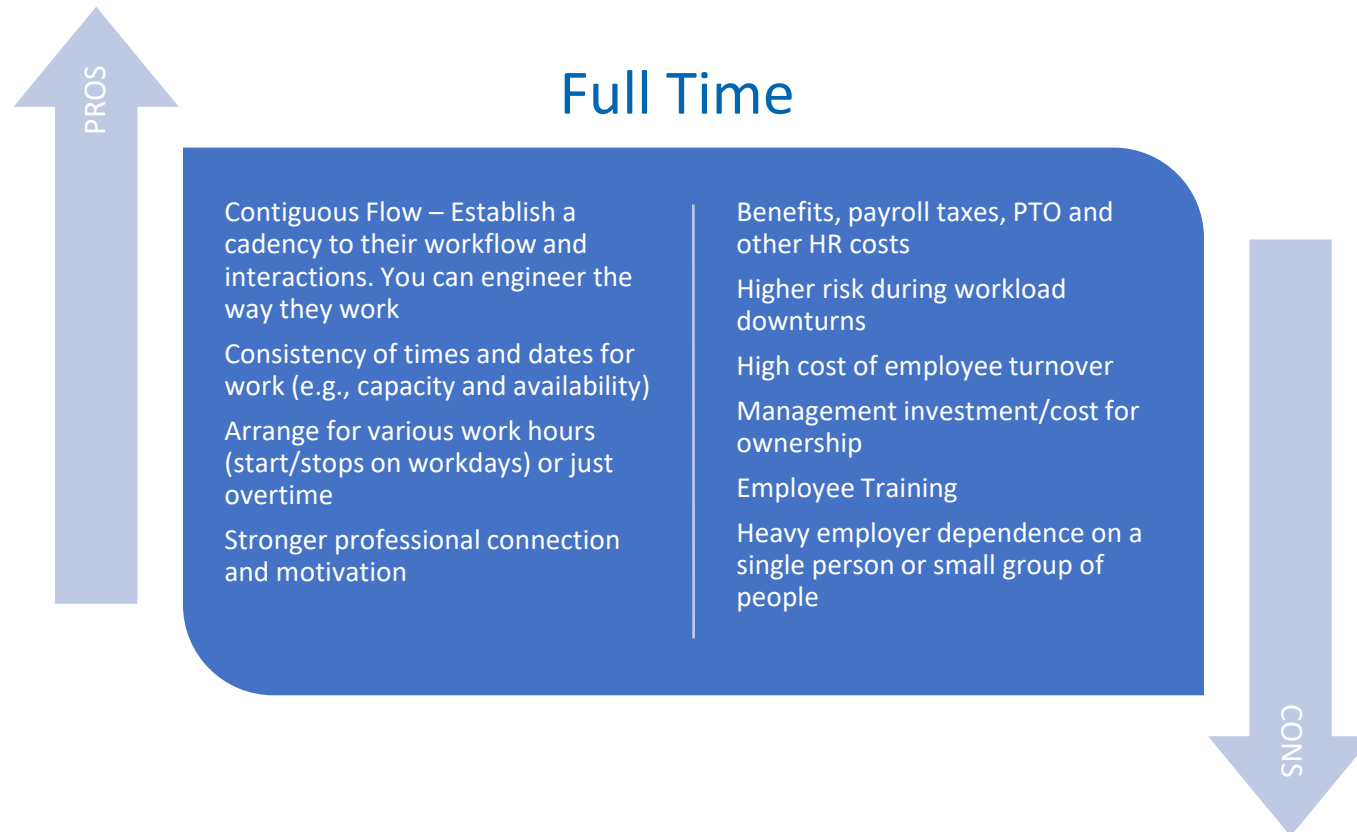 PROS
Full Time
Contiguous Flow – Establish a
cadency to their workflow and
interactions. You can engineer the
way they work
Consistency of times and dates for
work (e.g., capacity and availability)
Arrange for various work hours
(start/stops on workdays) or just
overtime
Stronger professional connection
and motivation
Benefits, payroll taxes, PTO and
other HR costs
Higher risk during workload
downturns
High cost of employee turnover
Management investment/cost for
ownership
Employee Training
Heavy employer dependence on a
single person or small group of
people
CONS